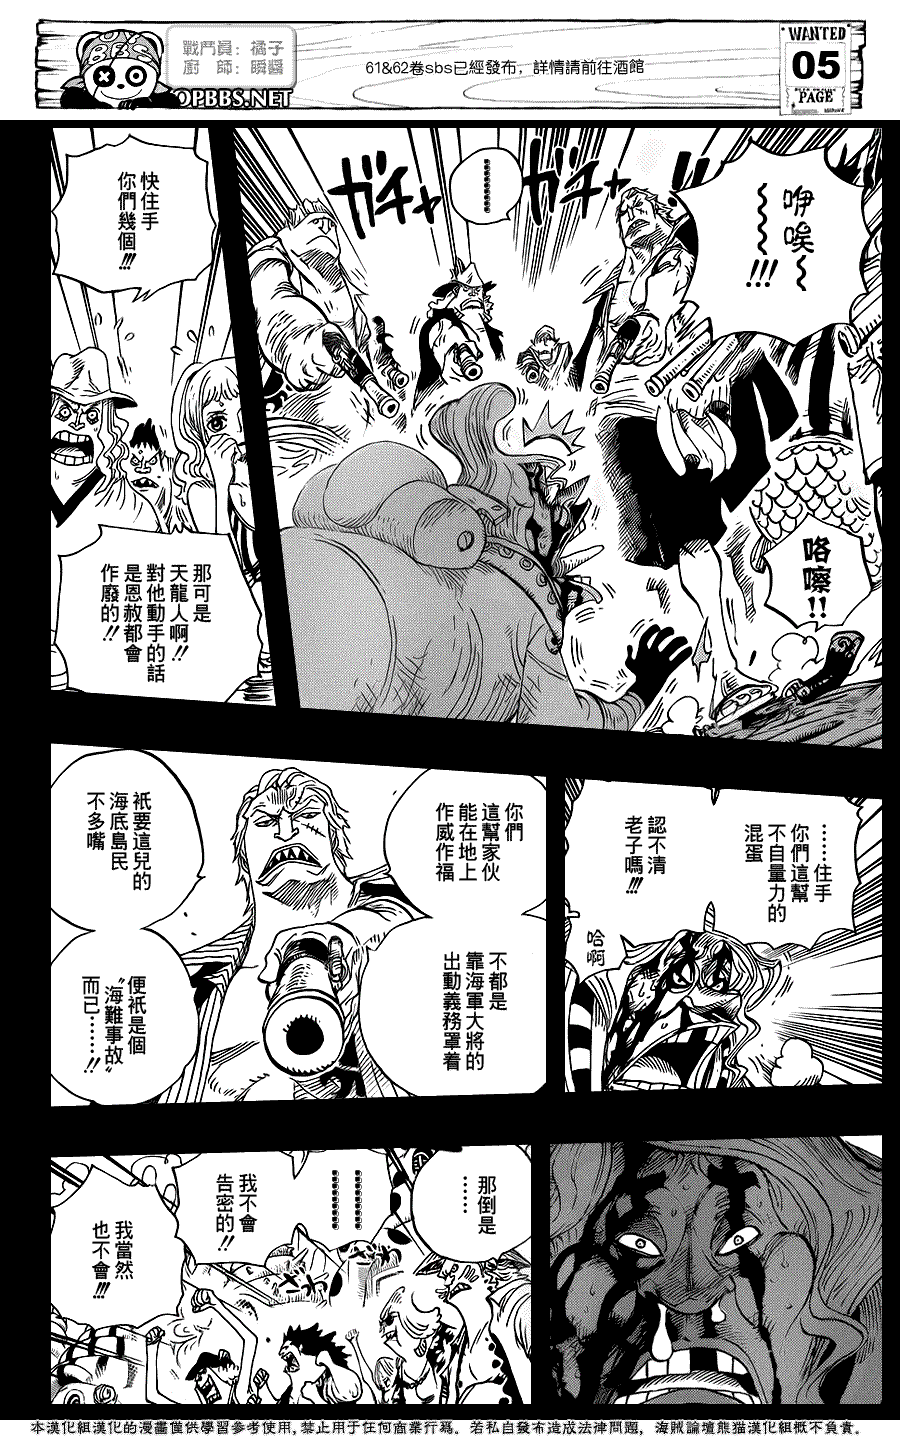 戰鬥員：橘子
廚　師：瞬醬
OPBBS.NET
61&62卷sbs已經發布，詳情請前往酒館
WANTED
05
PAGE
咿
唉
～
～
!!!
ガチャ
…………
ガチャ
咯嚓!!
快住手
你們幾個!!!
那可是
天龍人啊!!
對他動手的話
是恩赦都會
作廢的!!
……住手
你們這幫
不自量力的
混蛋
認不清
老子嗎!!!
哈啊
你們
這幫家伙
能在地上
作威作福
不都是
靠海軍大將的
出動義務罩着
衹要這兒的
海底島民
不多嘴
便衹是個
〝海難事故〞
而已……!!
那倒是
……
…………
我不會
告密的!!
我當然
也不會!!!
本漢化組漢化的漫畫僅供學習參考使用，禁止用于任何商業行爲。若私自發布造成法律問題，海賊論壇熊猫漢化組概不負責。